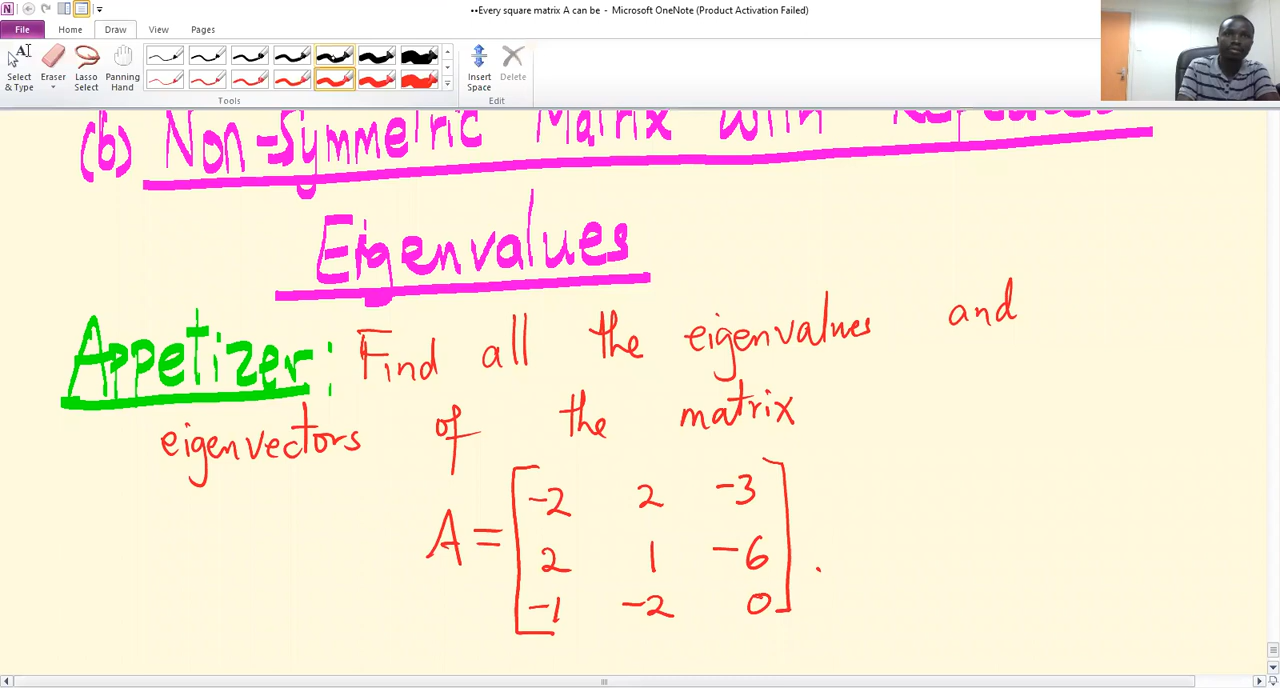 ••Every square matrix A can be - Microsoft OneNote (Product Activation Failed)
File Home Draw View Pages
Select & Type
Eraser
Lasso Select
Panning Hand
Insert Space
Delete
Tools
Edit
(b) Non-Symmetric Matrix with Repeated
Eigenvalues
Appetizer: Find all the eigenvalues and
eigenvectors of the matrix
-2 2 -3
A = 2 1 -6 .
-1 -2 0